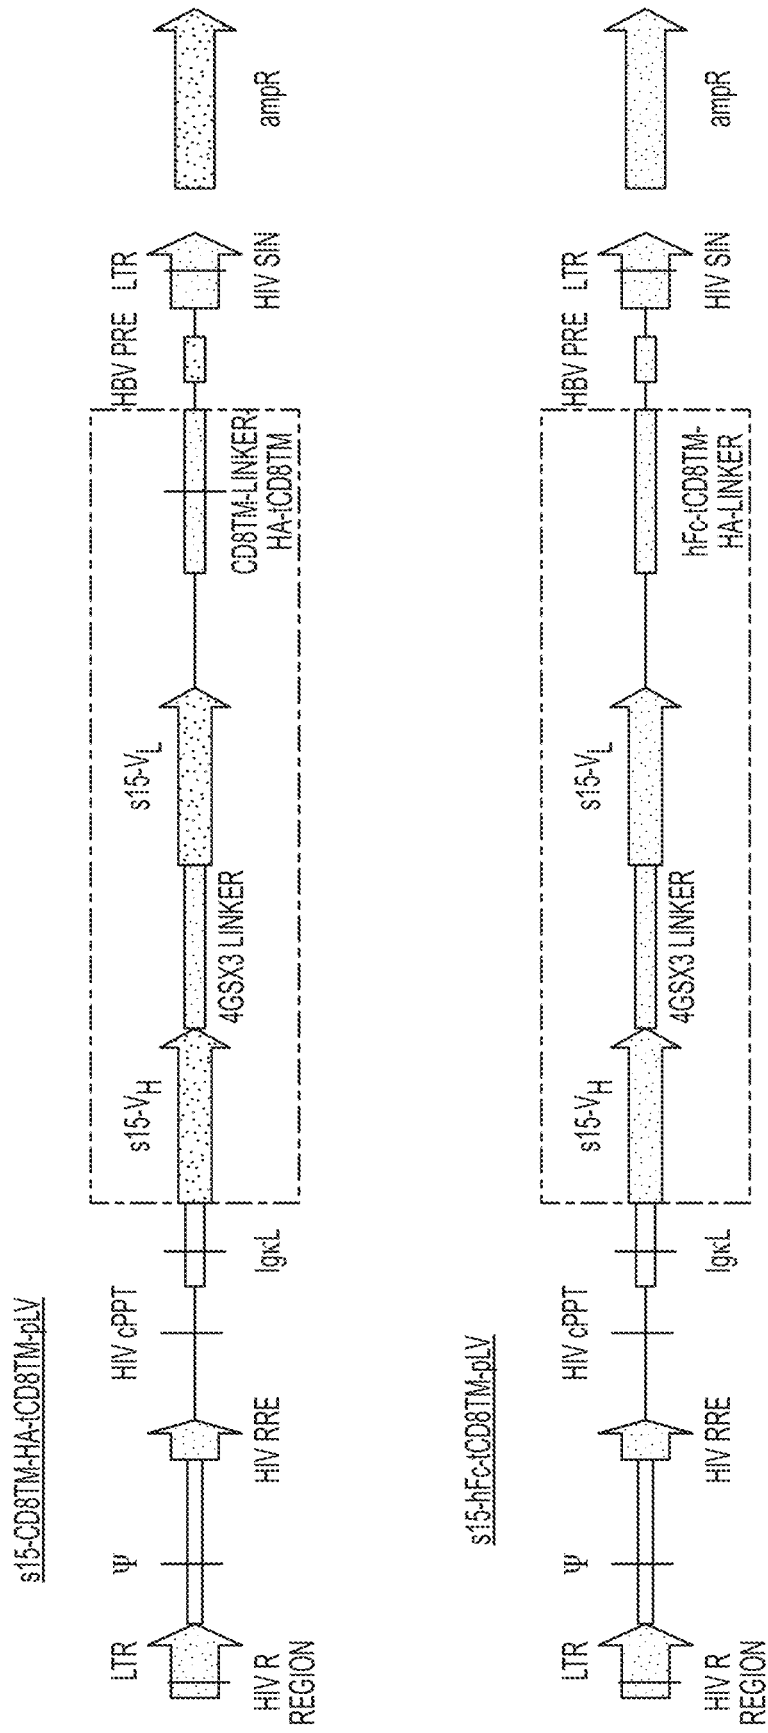 s15-CD8TM-HA-tCD8TM-pLV
LTR
Ψ
HIV cPPT
s15-VH
s15-VL
HBV PRE
LTR
HIV R
REGION
HIV RRE
IgκL
4GSX3 LINKER
CD8TM-LINKER-
HA-tCD8TM
HIV SIN
ampR
s15-hFc-tCD8TM-pLV
LTR
Ψ
HIV cPPT
s15-VH
s15-VL
HBV PRE
LTR
HIV R
REGION
HIV RRE
IgκL
4GSX3 LINKER
hFc-tCD8TM-
HA-LINKER
HIV SIN
ampR